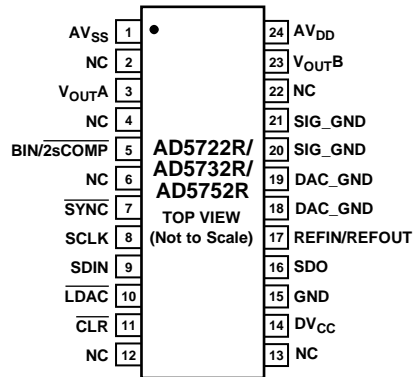 AVSS 1
NC 2
VOUTA 3
NC 4
BIN/2sCOMP 5
NC 6
SYNC 7
SCLK 8
SDIN 9
LDAC 10
CLR 11
NC 12
AD5722R/
AD5732R/
AD5752R
TOP VIEW
(Not to Scale)
24 AVDD
23 VOUTB
22 NC
21 SIG_GND
20 SIG_GND
19 DAC_GND
18 DAC_GND
17 REFIN/REFOUT
16 SDO
15 GND
14 DVCC
13 NC